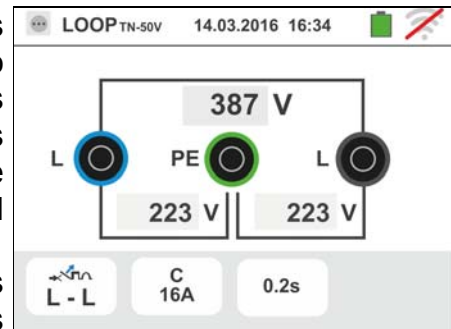 LOOP TN-50V 14.03.2016 16:34
387 V
L PE L
223 V 223 V
L - L C 16A 0.2s